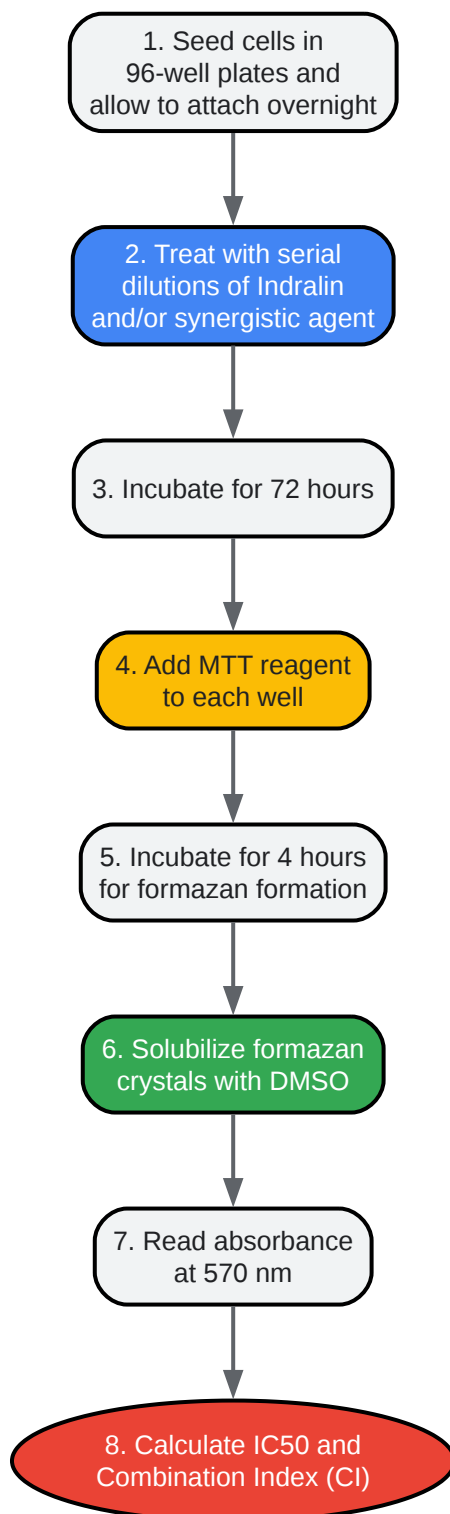 1. Seed cells in
96-well plates and
allow to attach overnight
2. Treat with serial
dilutions of Indralin
and/or synergistic agent
3. Incubate for 72 hours
4. Add MTT reagent
to each well
5. Incubate for 4 hours
for formazan formation
6. Solubilize formazan
crystals with DMSO
7. Read absorbance
at 570 nm
8. Calculate IC50 and
Combination Index (CI)